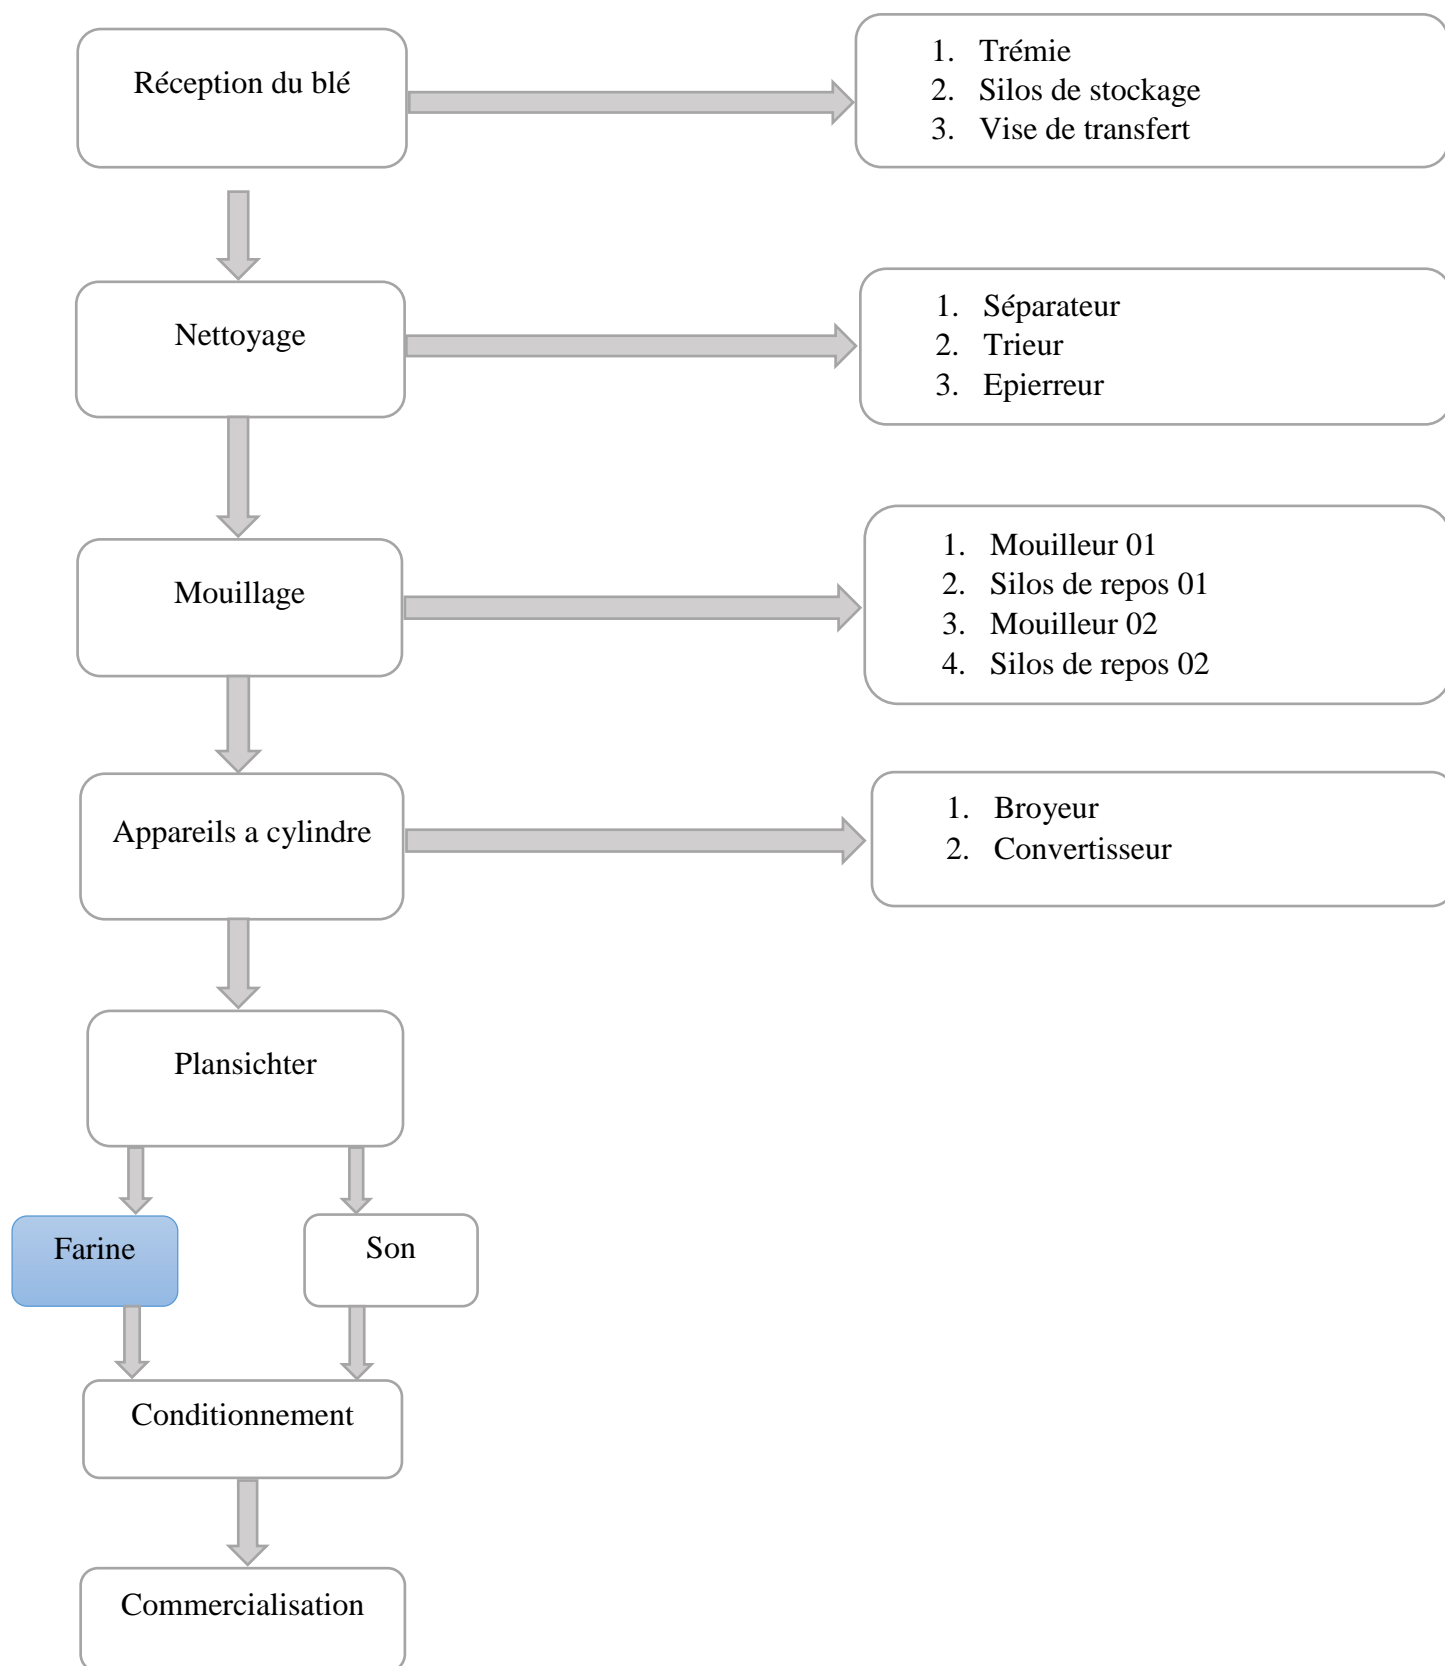 Réception du blé
1. Trémie
2. Silos de stockage
3. Vise de transfert
Nettoyage
1. Séparateur
2. Trieur
3. Epierreur
Mouillage
1. Mouilleur 01
2. Silos de repos 01
3. Mouilleur 02
4. Silos de repos 02
Appareils a cylindre
1. Broyeur
2. Convertisseur
Plansichter
Farine
Son
Conditionnement
Commercialisation